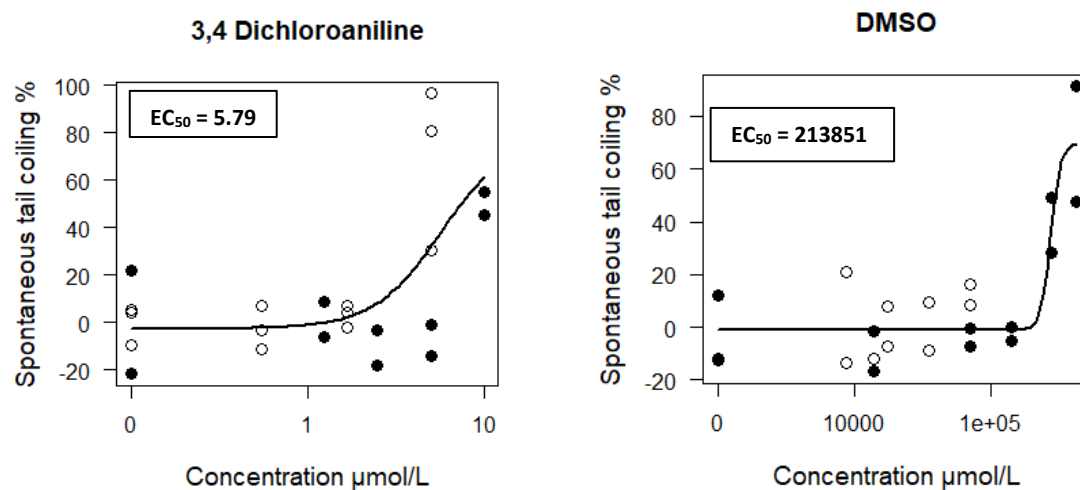 3,4 Dichloroaniline
EC₅₀ = 5.79
Spontaneous tail coiling %
100
80
60
40
20
0
-20
0
1
10
Concentration µmol/L
DMSO
EC₅₀ = 213851
Spontaneous tail coiling %
80
60
40
20
0
-20
0
10000
1e+05
Concentration µmol/L